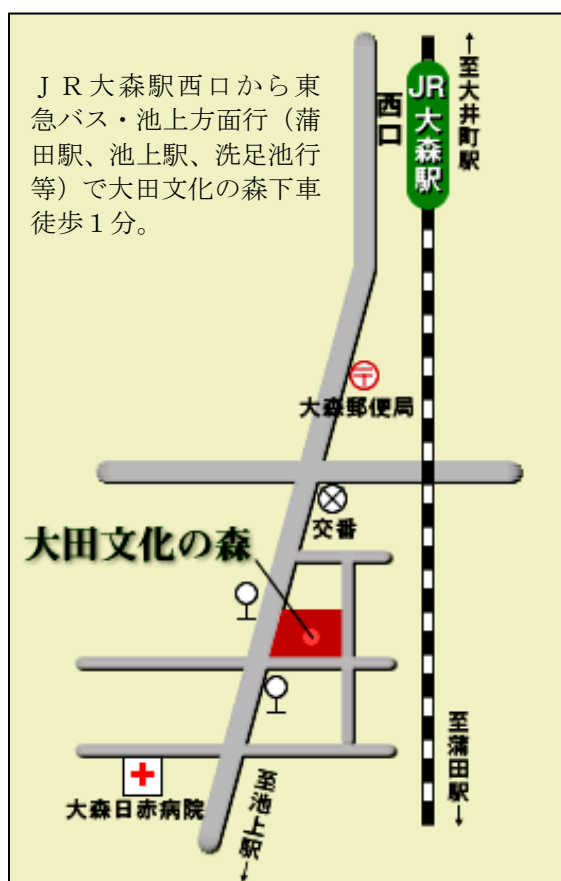 ＪＲ大森駅西口から東
急バス・池上方面行（蒲
田駅、池上駅、洗足池行
等）で大田文化の森下車
徒歩１分。
←至大井町駅
JR大森駅
西口
〒
大森郵便局
交番
大田文化の森
至蒲田駅→
大森日赤病院
至池上駅→